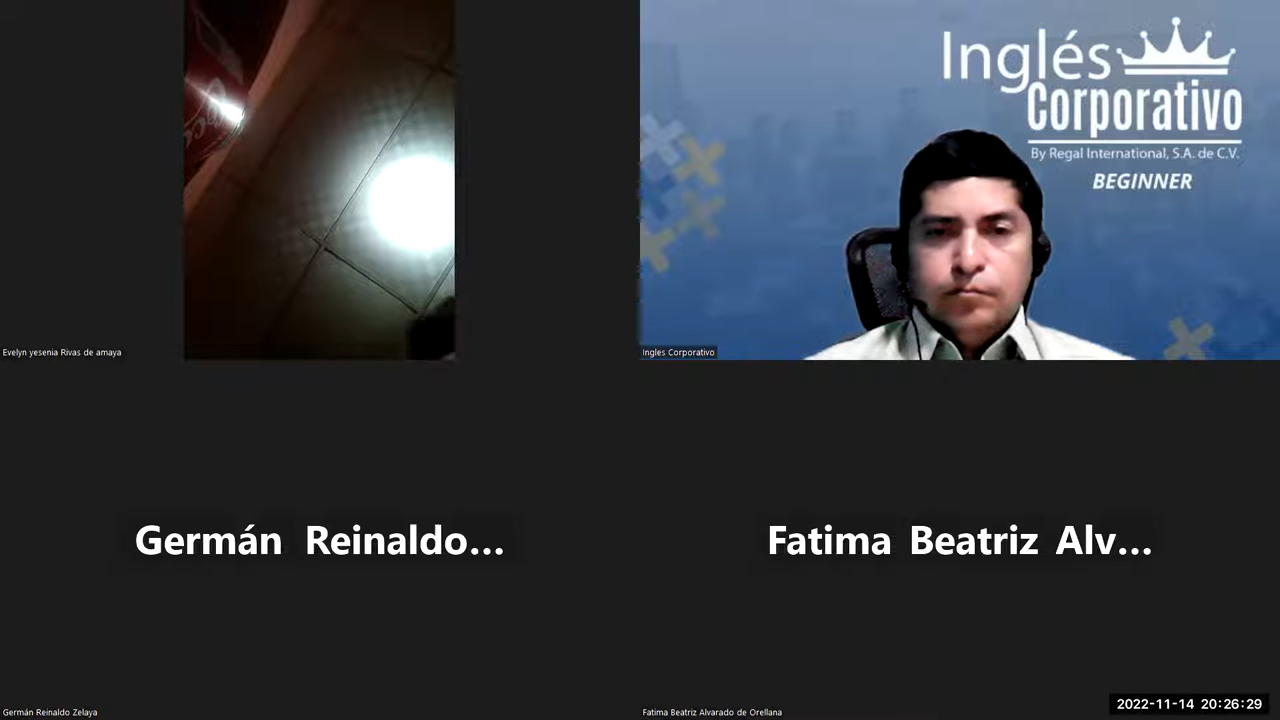 Evelyn yesenia Rivas de amaya
Inglés
Corporativo
By Regal International, S.A. de C.V.
BEGINNER
Ingles Corporativo
Germán Reinaldo...
Fatima Beatriz Alv...
Germán Reinaldo Zelaya
Fatima Beatriz Alvarado de Orellana
2022-11-14 20:26:29